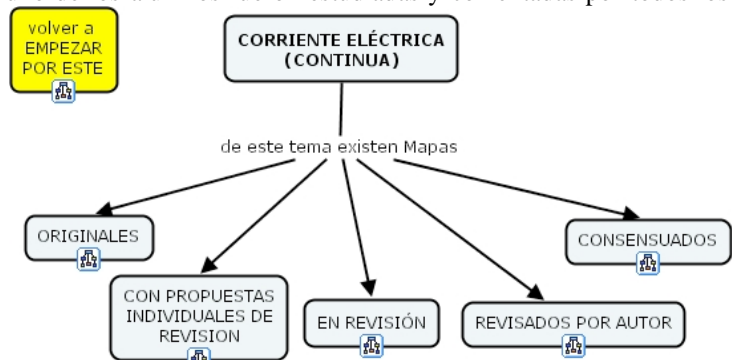 volver a
EMPEZAR
POR ESTE
CORRIENTE ELÉCTRICA
(CONTINUA)
de este tema existen Mapas
ORIGINALES
CONSENSUADOS
CON PROPUESTAS
INDIVIDUALES DE
REVISION
EN REVISIÓN
REVISADOS POR AUTOR